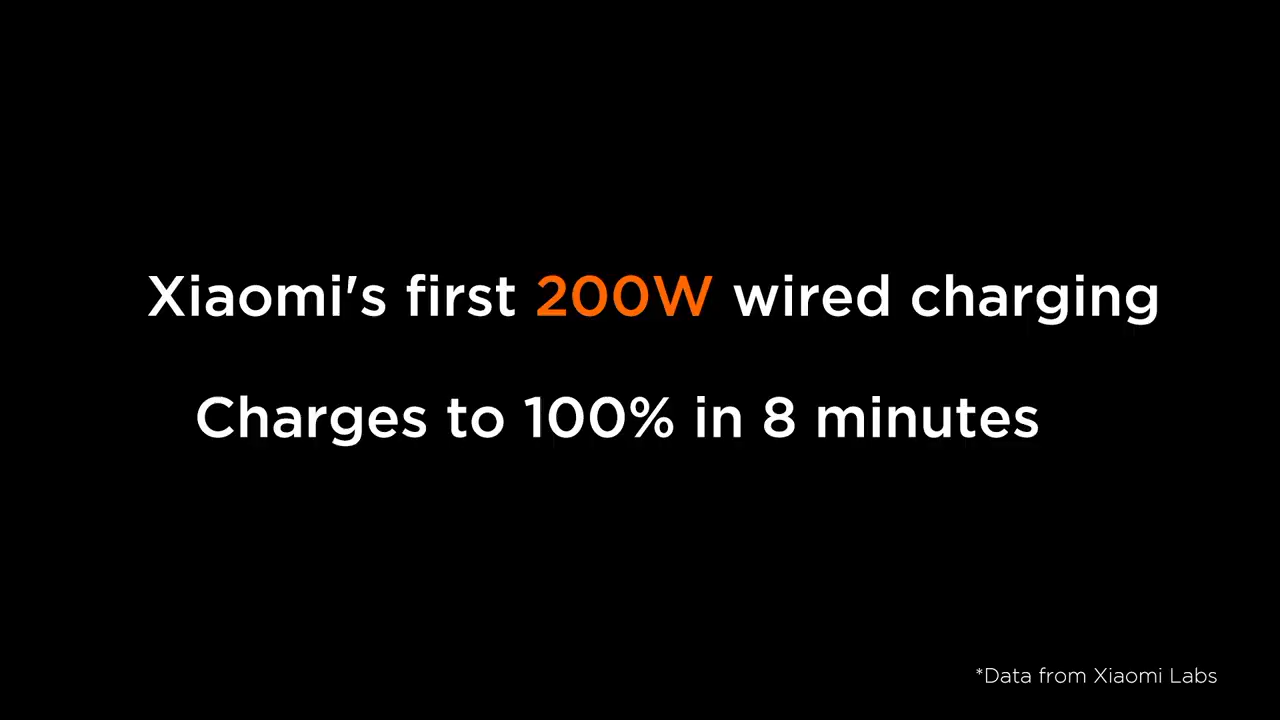 Xiaomi's first 200W wired charging
Charges to 100% in 8 minutes
*Data from Xiaomi Labs